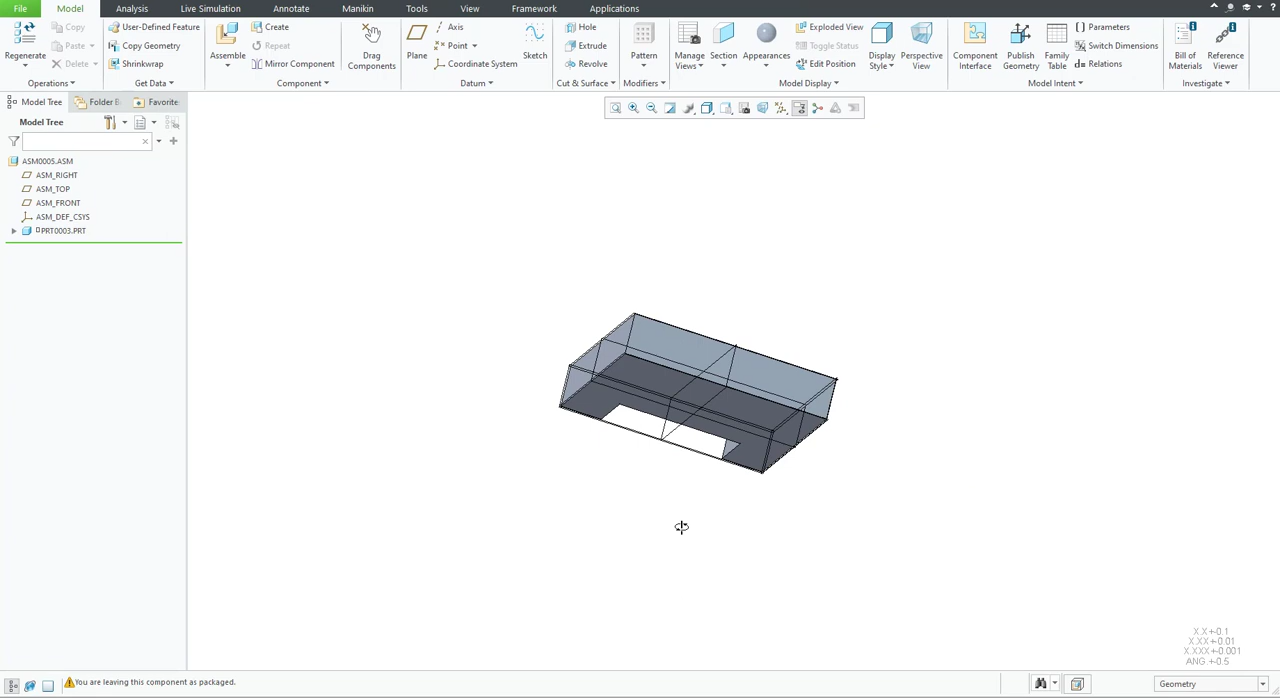 File Model Analysis Live Simulation Annotate Manikin Tools View Framework Applications
Regenerate
Copy
Paste
Delete
Operations
User-Defined Feature
Copy Geometry
Shrinkwrap
Get Data
Assemble
Create
Repeat
Mirror Component
Component
Drag Components
Plane
Axis
Point
Coordinate System
Sketch
Datum
Hole
Extrude
Revolve
Cut & Surface
Pattern
Modifiers
Manage Views
Section
Appearances
Exploded View
Toggle Status
Edit Position
Display Style
Perspective View
Model Display
Component Interface
Publish Geometry
Family Table
Parameters
Switch Dimensions
Relations
Model Intent
Bill of Materials
Reference Viewer
Investigate
Model Tree Folder B Favorite
Model Tree
ASM0005.ASM
ASM_RIGHT
ASM_TOP
ASM_FRONT
ASM_DEF_CSYS
PRT0003.PRT
X.X+-0.1
X.XX+-0.01
X.XXX+-0.001
ANG.+-0.5
You are leaving this component as packaged.
Geometry